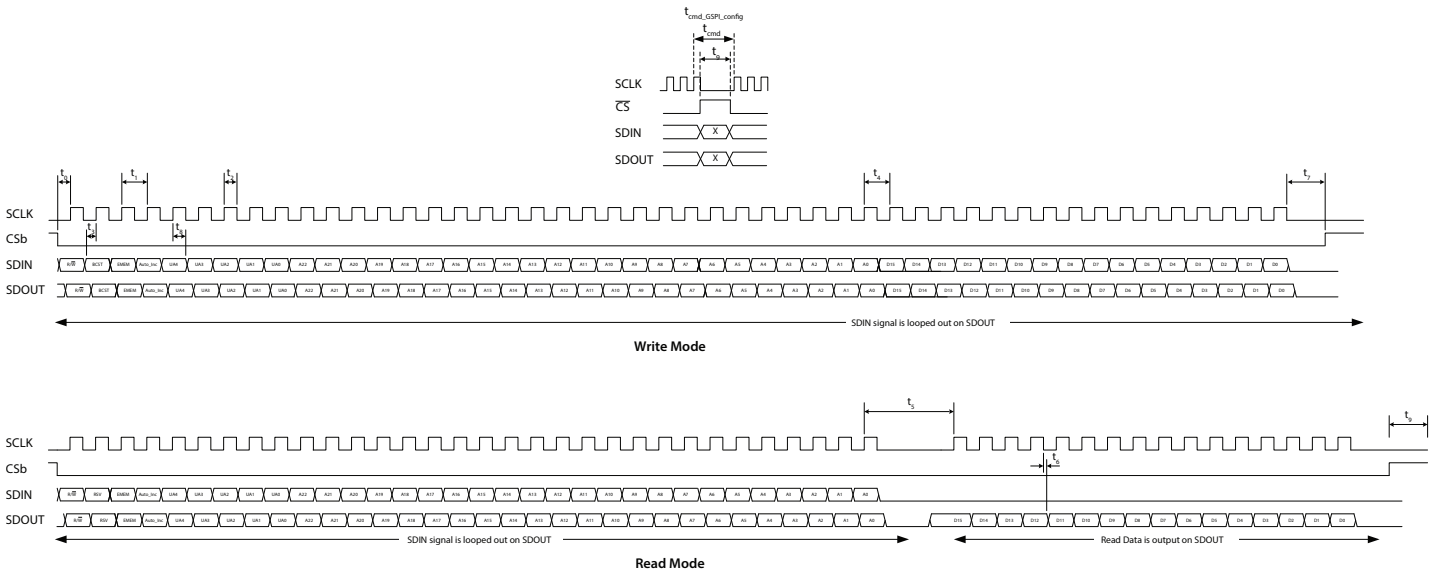 tcmd_GSPI_config
tcmd
t9
SCLK
CS
SDIN X
SDOUT X
t0 t1 t2 t4 t7
SCLK
t3 t8
CSb
SDIN R/W BCST EMEM Auto_Inc UA4 UA3 UA2 UA1 UA0 A22 A21 A20 A19 A18 A17 A16 A15 A14 A13 A12 A11 A10 A9 A8 A7 A6 A5 A4 A3 A2 A1 A0 D15 D14 D13 D12 D11 D10 D9 D8 D7 D6 D5 D4 D3 D2 D1 D0
SDOUT R/W BCST EMEM Auto_Inc UA4 UA3 UA2 UA1 UA0 A22 A21 A20 A19 A18 A17 A16 A15 A14 A13 A12 A11 A10 A9 A8 A7 A6 A5 A4 A3 A2 A1 A0 D15 D14 D13 D12 D11 D10 D9 D8 D7 D6 D5 D4 D3 D2 D1 D0
SDIN signal is looped out on SDOUT
Write Mode
t5 t9
SCLK
CSb t6
SDIN R/W RSV EMEM Auto_Inc UA4 UA3 UA2 UA1 UA0 A22 A21 A20 A19 A18 A17 A16 A15 A14 A13 A12 A11 A10 A9 A8 A7 A6 A5 A4 A3 A2 A1 A0
SDOUT R/W RSV EMEM Auto_Inc UA4 UA3 UA2 UA1 UA0 A22 A21 A20 A19 A18 A17 A16 A15 A14 A13 A12 A11 A10 A9 A8 A7 A6 A5 A4 A3 A2 A1 A0 D15 D14 D13 D12 D11 D10 D9 D8 D7 D6 D5 D4 D3 D2 D1 D0
SDIN signal is looped out on SDOUT Read Data is output on SDOUT
Read Mode